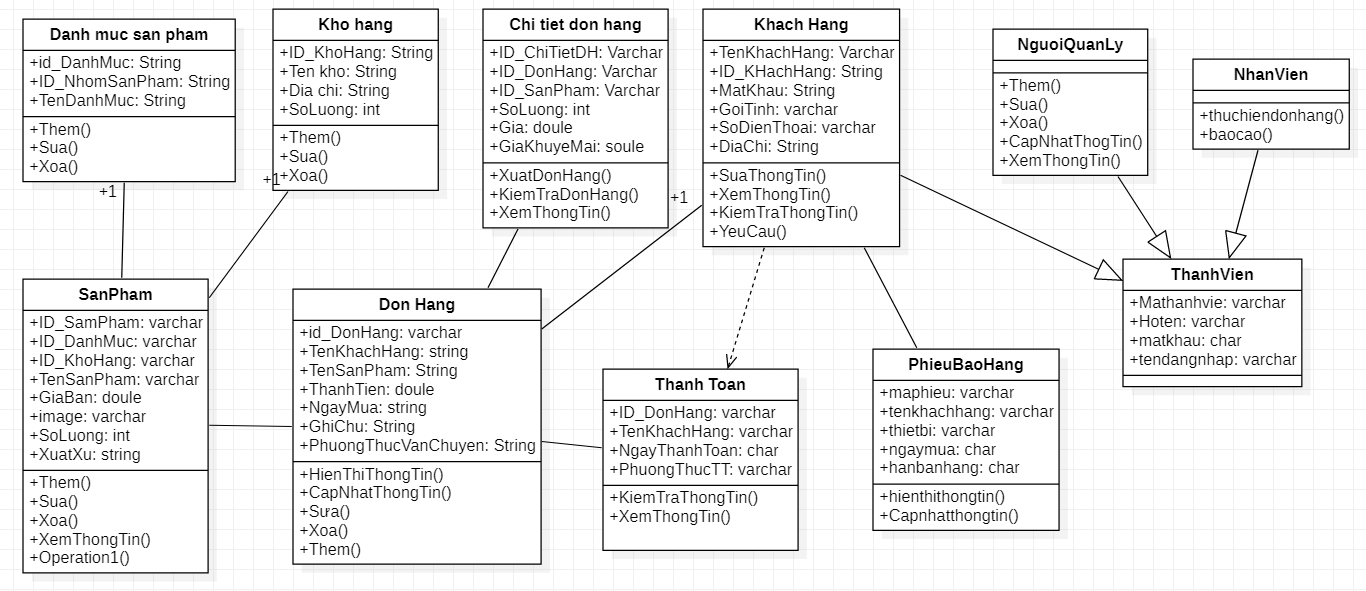 Danh muc san pham
+id_DanhMuc: String
+ID_NhomSanPham: String
+TenDanhMuc: String
+Them()
+Sua()
+Xoa()
+1
Kho hang
+ID_KhoHang: String
+Ten kho: String
+Dia chi: String
+SoLuong: int
+Them()
+Sua()
+Xoa()
+1
Chi tiet don hang
+ID_ChiTietDH: Varchar
+ID_DonHang: Varchar
+ID_SanPham: Varchar
+SoLuong: int
+Gia: doule
+GiaKhuyeMai: soule
+XuatDonHang()
+KiemTraDonHang()
+XemThongTin()
+1
Khach Hang
+TenKhachHang: Varchar
+ID_KHachHang: String
+MatKhau: String
+GoiTinh: varchar
+SoDienThoai: varchar
+DiaChi: String
+SuaThongTin()
+XemThongTin()
+KiemTraThongTin()
+YeuCau()
NguoiQuanLy
+Them()
+Sua()
+Xoa()
+CapNhatThogTin()
+XemThongTin()
NhanVien
+thuchiendonhang()
+baocao()
SanPham
+ID_SamPham: varchar
+ID_DanhMuc: varchar
+ID_KhoHang: varchar
+TenSanPham: varchar
+GiaBan: doule
+image: varchar
+SoLuong: int
+XuatXu: string
+Them()
+Sua()
+Xoa()
+XemThongTin()
+Operation1()
Don Hang
+id_DonHang: varchar
+TenKhachHang: string
+TenSanPham: String
+ThanhTien: doule
+NgayMua: string
+GhiChu: String
+PhuongThucVanChuyen: String
+HienThiThongTin()
+CapNhatThongTin()
+Sưa()
+Xoa()
+Them()
Thanh Toan
+ID_DonHang: varchar
+TenKhachHang: varchar
+NgayThanhToan: char
+PhuongThucTT: varchar
+KiemTraThongTin()
+XemThongTin()
PhieuBaoHang
+maphieu: varchar
+tenkhachhang: varchar
+thietbi: varchar
+ngaymua: char
+hanbanhang: char
+hienthithongtin()
+Capnhatthongtin()
ThanhVien
+Mathanhvie: varchar
+Hoten: varchar
+matkhau: char
+tendangnhap: varchar